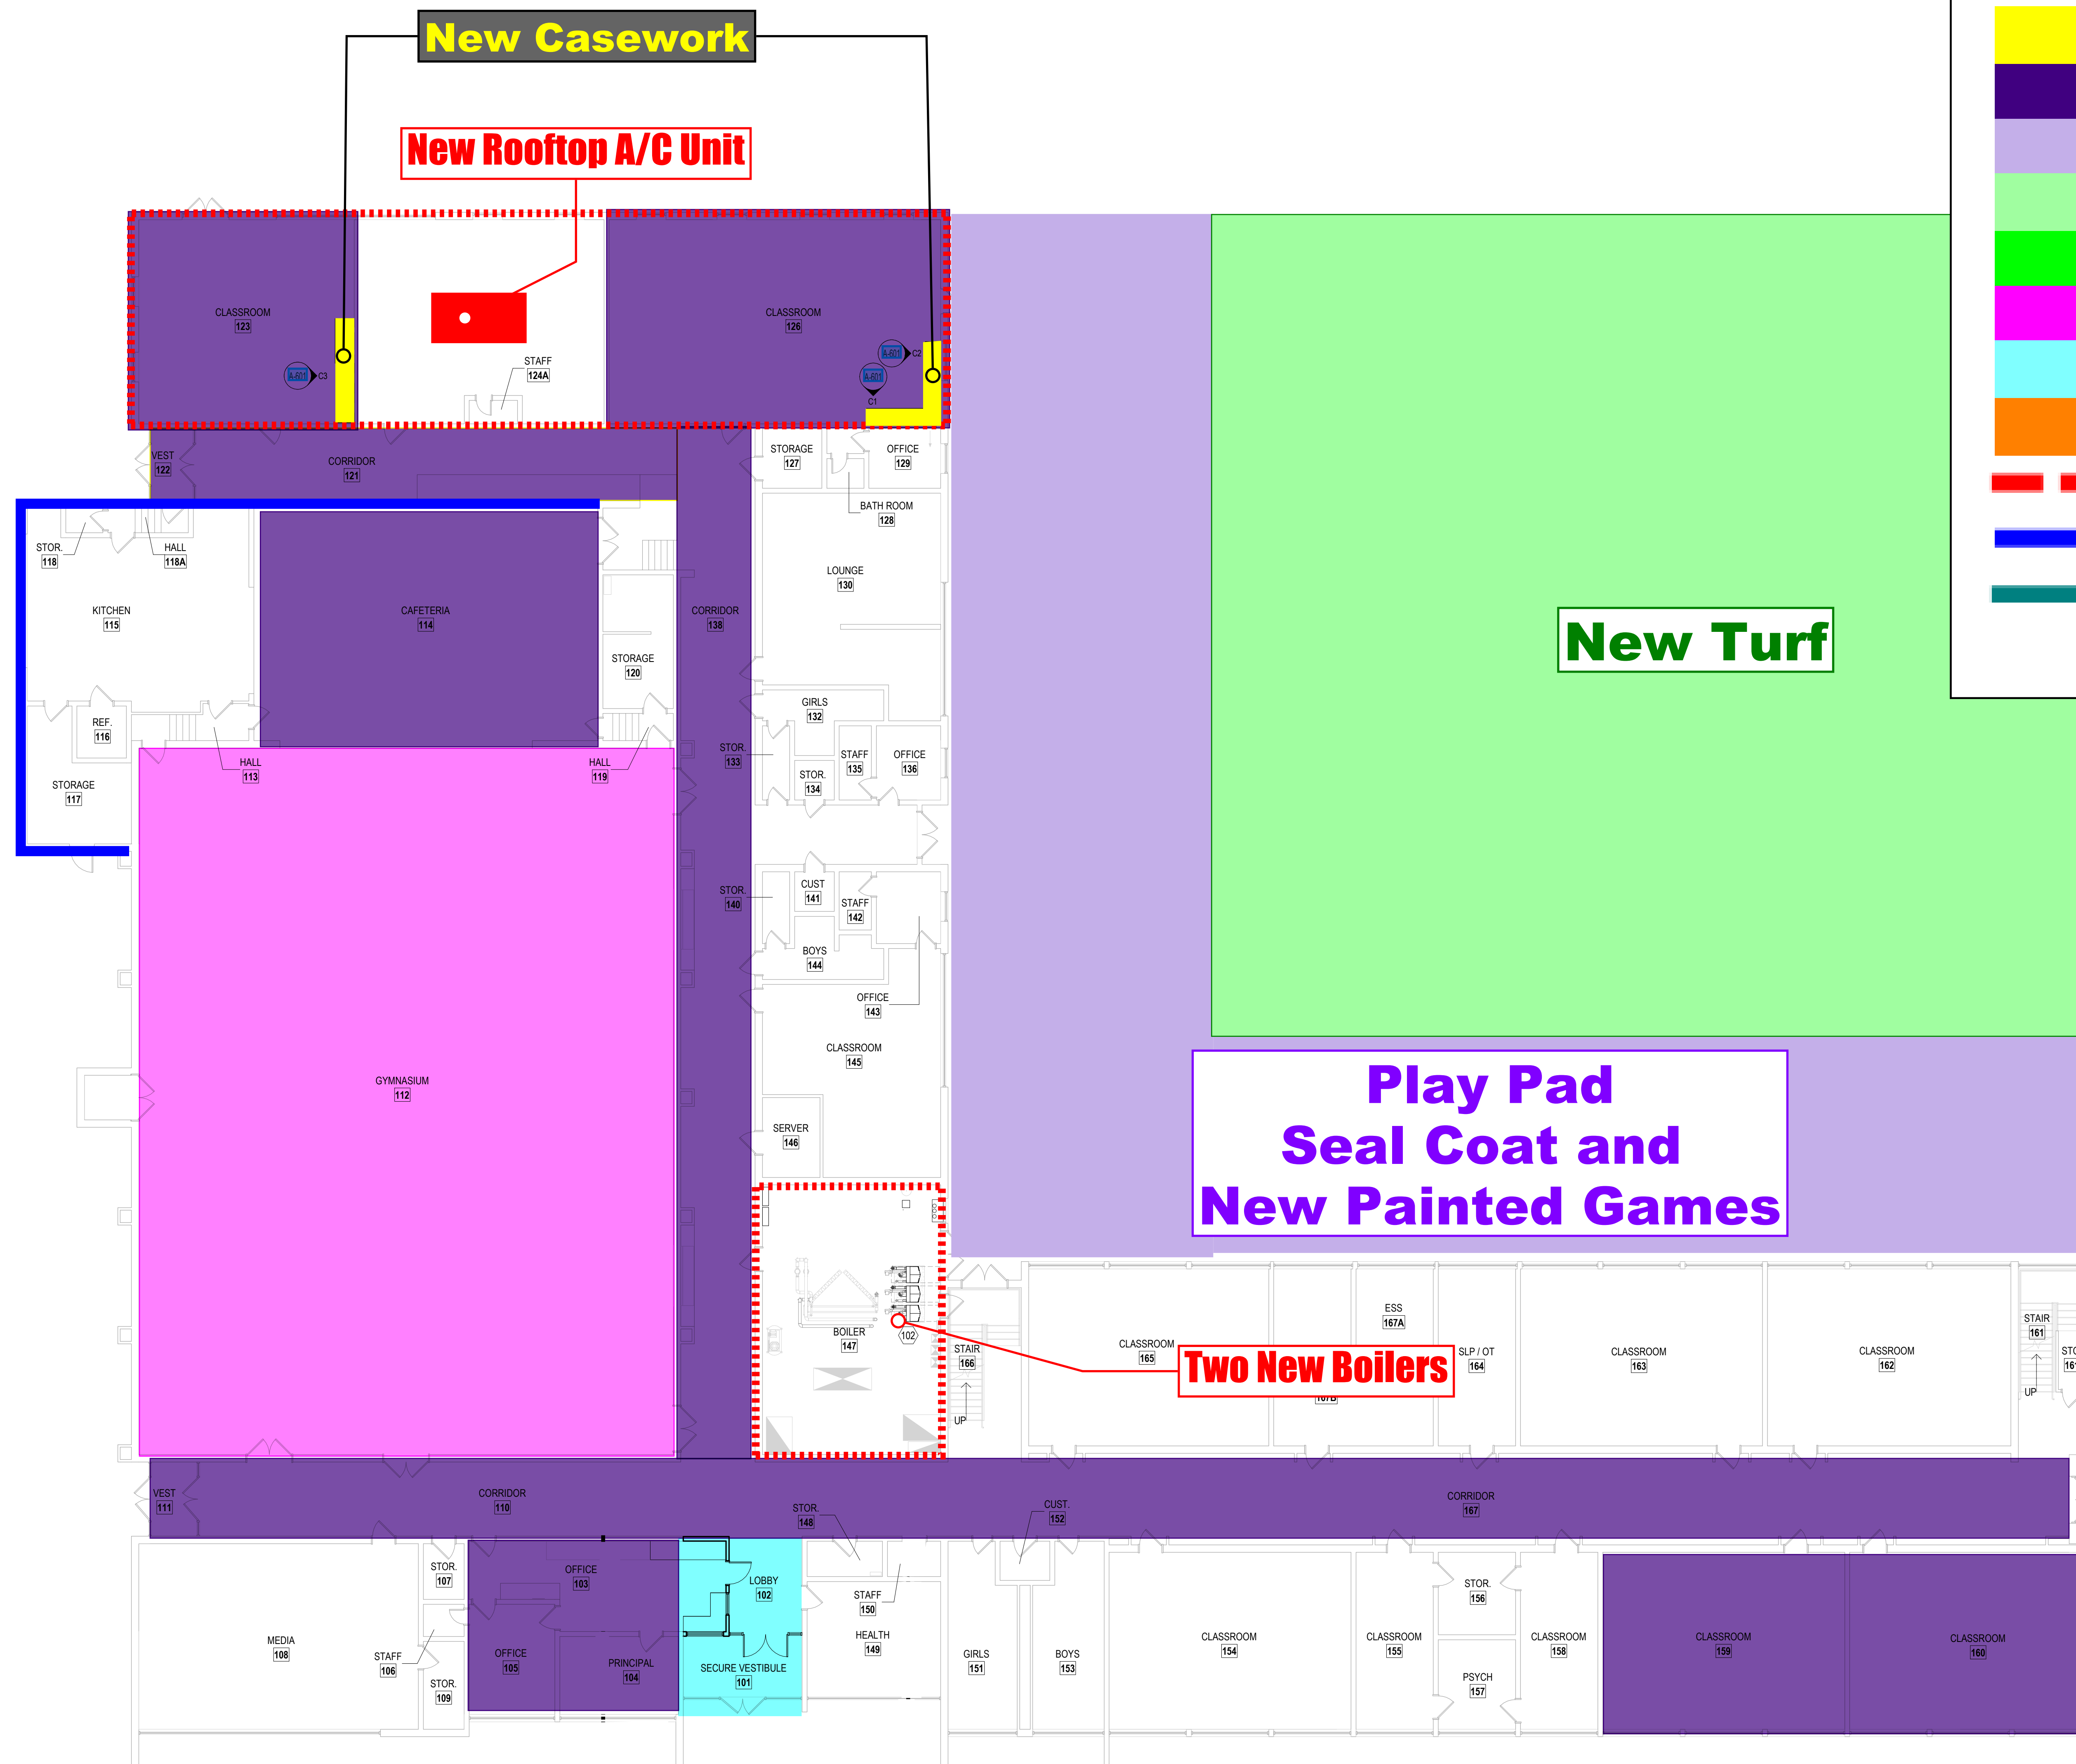 New Casework
New Rooftop A/C Unit
CLASSROOM
123
CLASSROOM
126
A-601
C3
STAFF
124A
A-601
C2
A-601
C1
VEST
122
CORRIDOR
121
STORAGE
127
OFFICE
129
BATH ROOM
128
STOR.
118
HALL
118A
LOUNGE
130
KITCHEN
115
CAFETERIA
114
CORRIDOR
138
New Turf
STORAGE
120
GIRLS
132
REF.
116
STOR.
133
STAFF
135
OFFICE
136
HALL
113
HALL
119
STOR.
134
STORAGE
117
CUST
141
STOR.
140
STAFF
142
BOYS
144
OFFICE
143
CLASSROOM
145
GYMNASIUM
112
Play Pad
Seal Coat and
New Painted Games
SERVER
146
ESS
167A
BOILER
147
102
STAIR
166
UP
CLASSROOM
165
Two New Boilers
167B
SLP / OT
164
CLASSROOM
163
CLASSROOM
162
STAIR
161
UP
VEST
111
CORRIDOR
110
STOR.
148
CUST.
152
CORRIDOR
167
STOR.
107
OFFICE
103
LOBBY
102
STAFF
150
STOR.
156
MEDIA
108
STAFF
106
OFFICE
105
PRINCIPAL
104
HEALTH
149
GIRLS
151
BOYS
153
CLASSROOM
154
CLASSROOM
155
CLASSROOM
158
CLASSROOM
159
CLASSROOM
160
STOR.
109
SECURE VESTIBULE
101
PSYCH
157